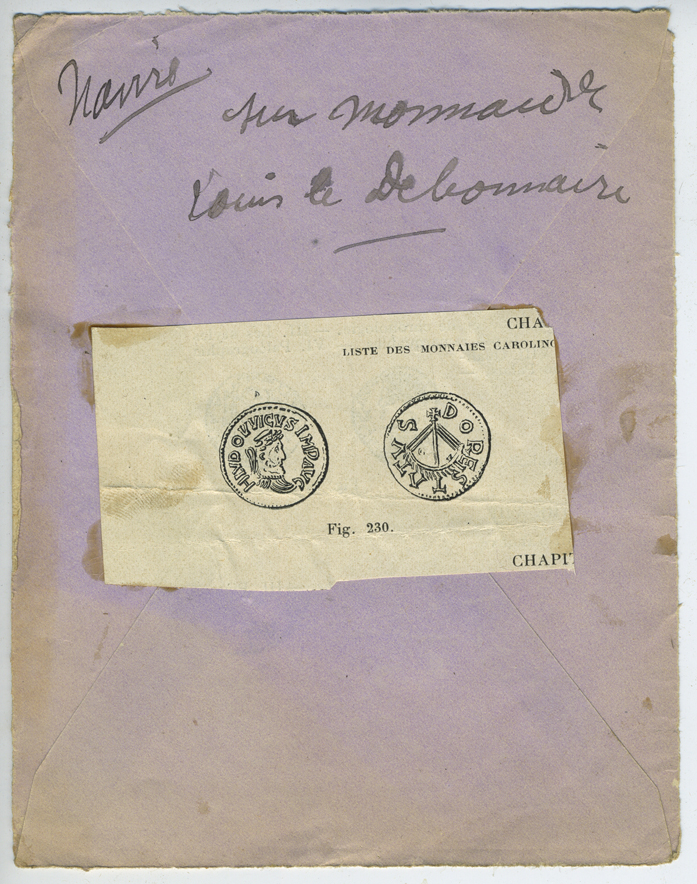 Navire
sur monnaie de
Louis le Debonnaire
CHA
LISTE DES MONNAIES CAROLING
HLVDOVVICVS IMP AVG
DORESTATVS
Fig. 230.
CHAPIT